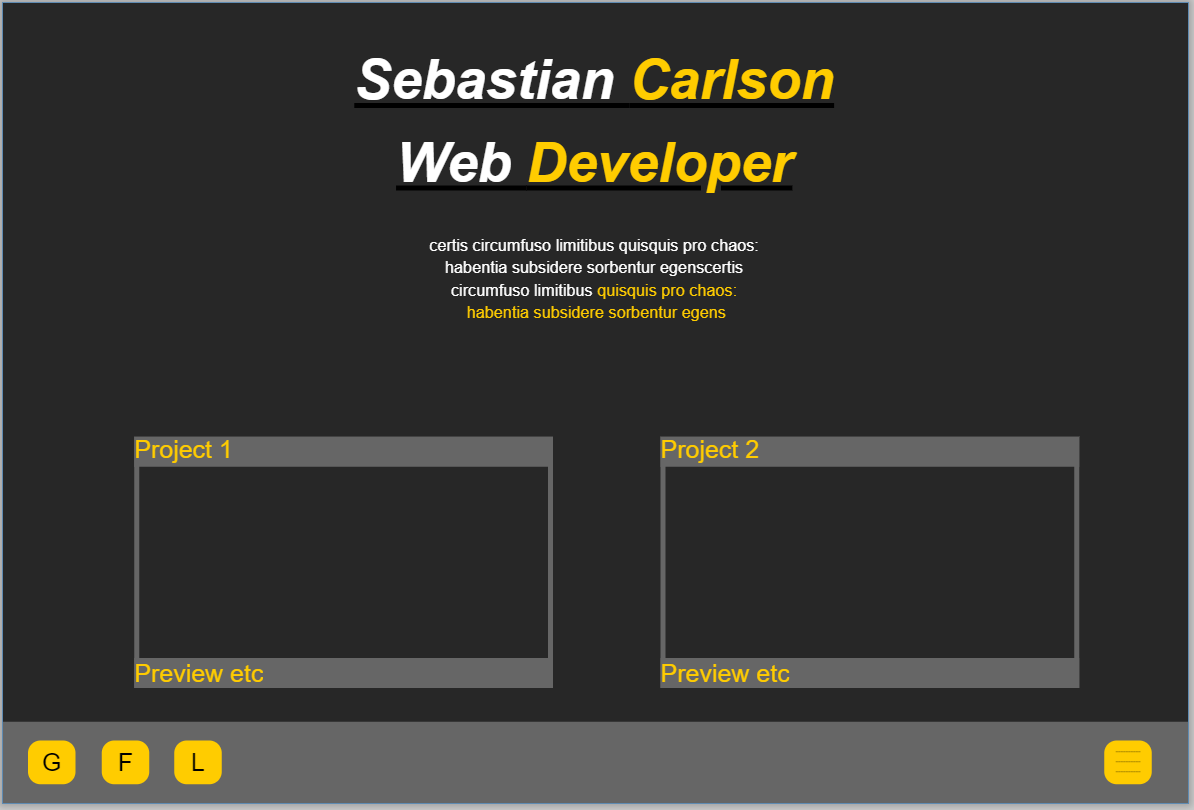 Sebastian Carlson
Web Developer
certis circumfuso limitibus quisquis pro chaos:
habentia subsidere sorbentur egenscertis
circumfuso limitibus quisquis pro chaos:
habentia subsidere sorbentur egens
Project 1
Preview etc
Project 2
Preview etc
G
F
L